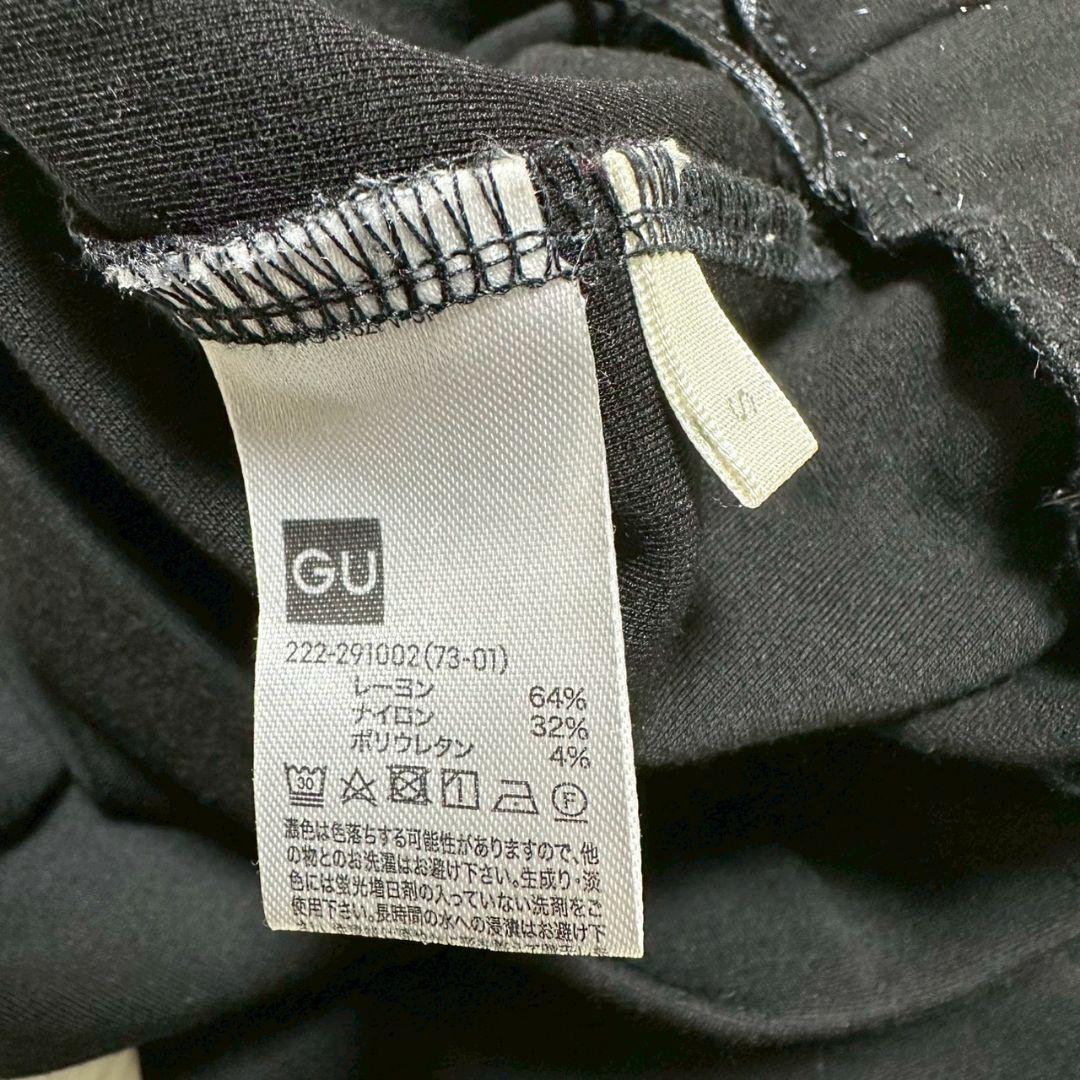 S
GU
222-291002(73-01)
レーヨン 64%
ナイロン 32%
ポリウレタン 4%
30
F
濃色は色落ちする可能性がありますので、他
の物とのお洗濯はお避け下さい。生成り・淡
色には蛍光増白剤の入っていない洗剤をご
使用下さい。長時間の水への浸漬はお避け下